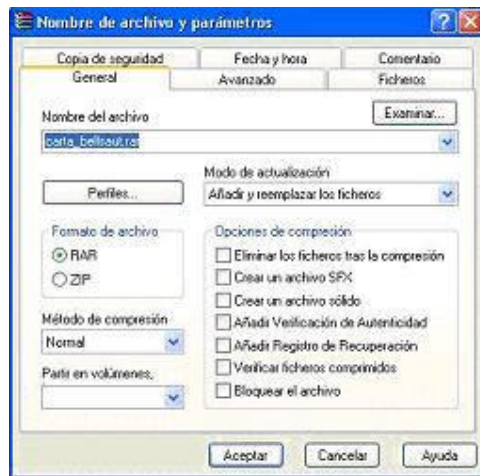 Nombre de archivo y parámetros
Copia de seguridad Fecha y hora Comentario
General Avanzado Ficheros
Nombre del archivo Examinar...
carta_bellsaut.rar
Modo de actualización
Perfiles... Añadir y reemplazar los ficheros
Formato de archivo Opciones de compresión
RAR Eliminar los ficheros tras la compresión
ZIP Crear un archivo SFX
Crear un archivo sólido
Método de compresión Añadir Verificación de Autenticidad
Normal Añadir Registro de Recuperación
Partir en volúmenes, Verificar ficheros comprimidos
Bloquear el archivo
Aceptar Cancelar Ayuda